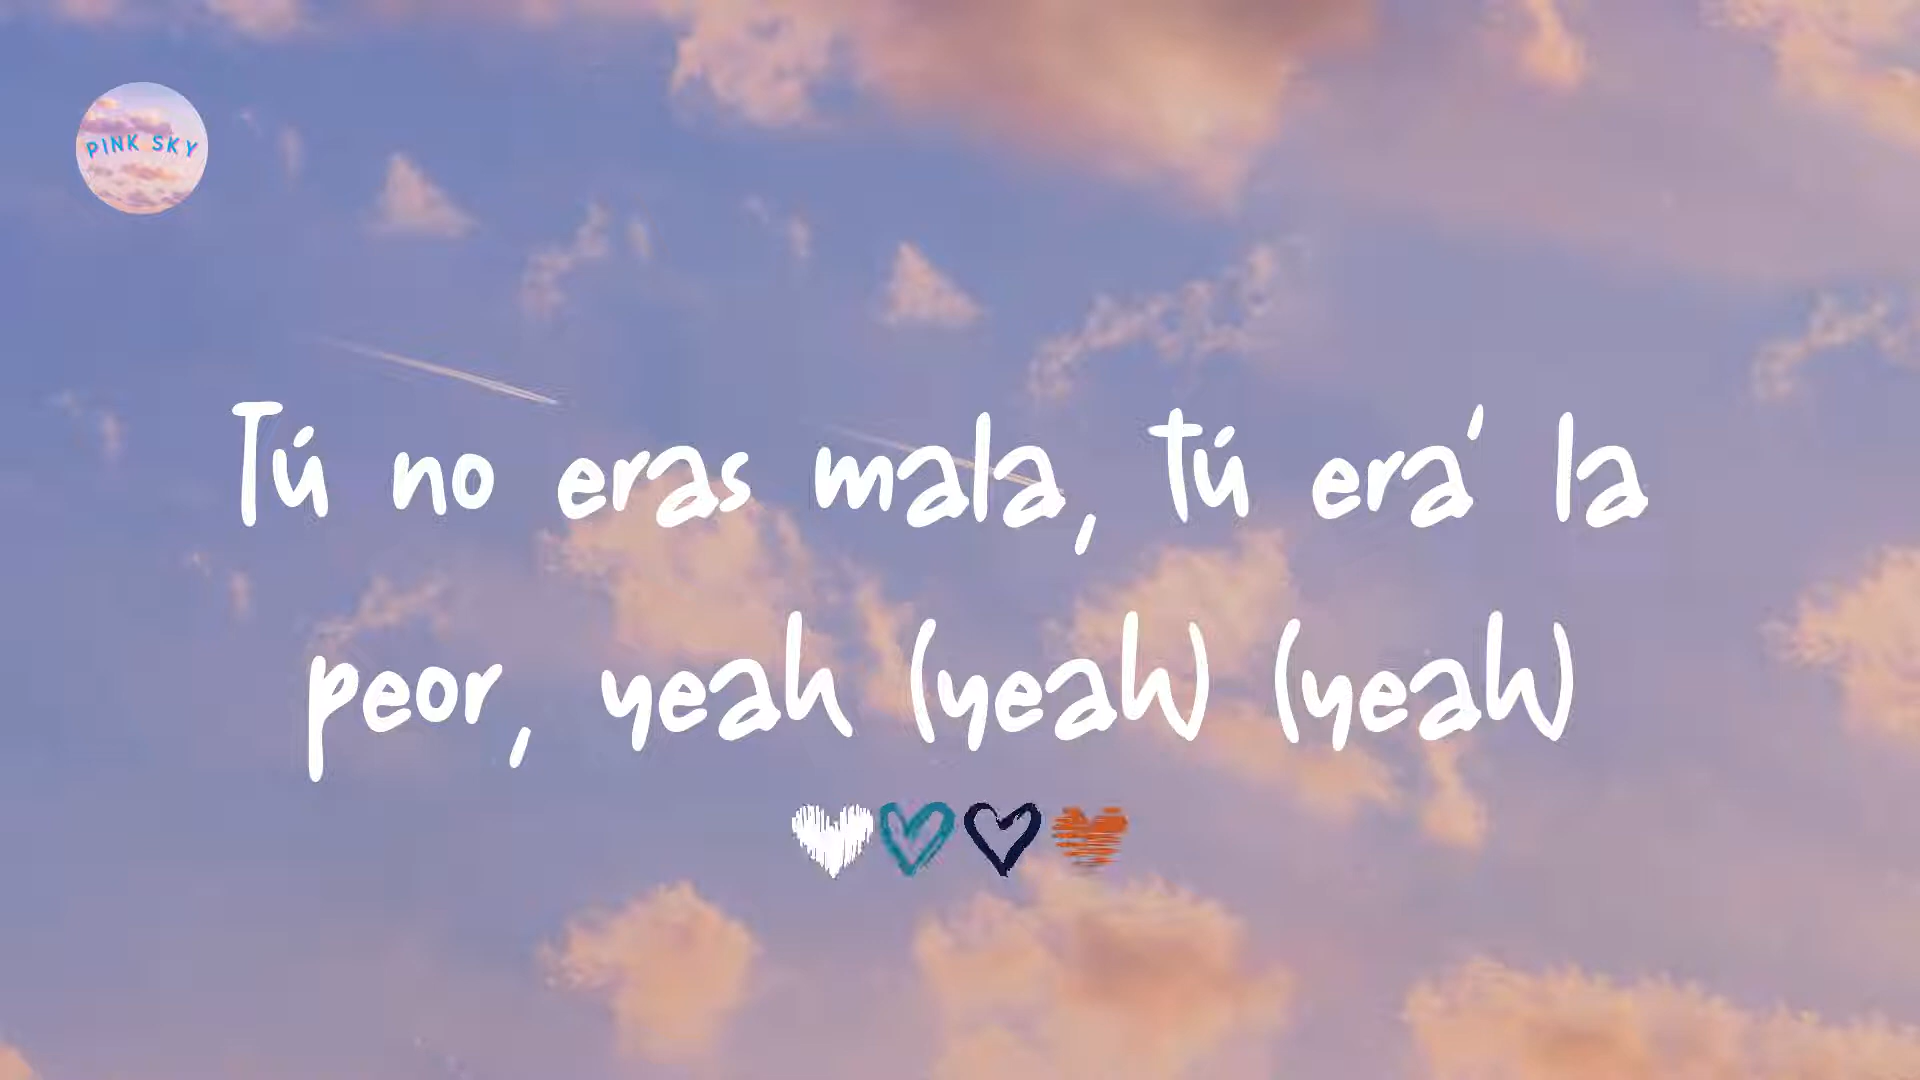 PINK SKY
Tú no eras mala, tú era' la
peor, yeah (yeah) (yeah)